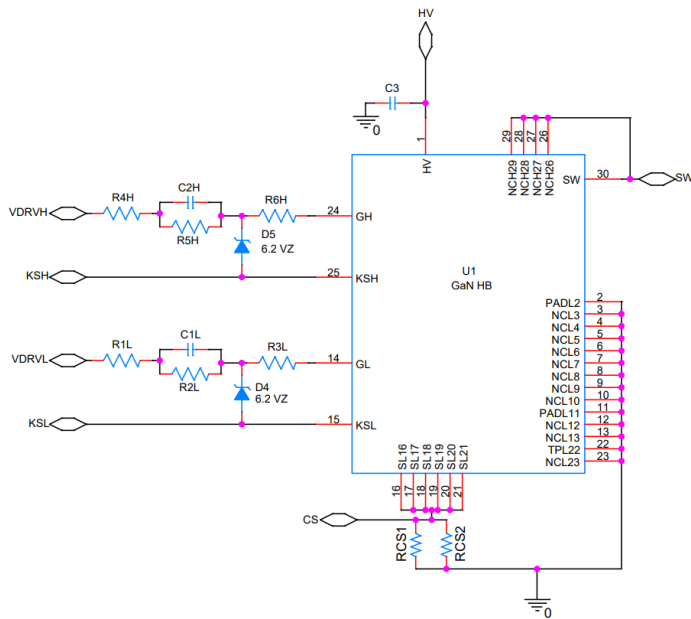 HV
C3
0
1
HV
29
28
27
26
NCH29
NCH28
NCH27
NCH26
SW
30
SW
VDRVH
R4H
C2H
R5H
R6H
24
GH
D5
6.2 VZ
KSH
25
KSH
U1
GaN HB
VDRVL
R1L
C1L
R2L
R3L
14
GL
D4
6.2 VZ
KSL
15
KSL
PADL2 2
NCL3 3
NCL4 4
NCL5 5
NCL6 6
NCL7 7
NCL8 8
NCL9 9
NCL10 10
PADL11 11
NCL12 12
NCL13 13
TPL22 22
NCL23 23
SL16
SL17
SL18
SL19
SL20
SL21
16
17
18
19
20
21
CS
RCS1
RCS2
0